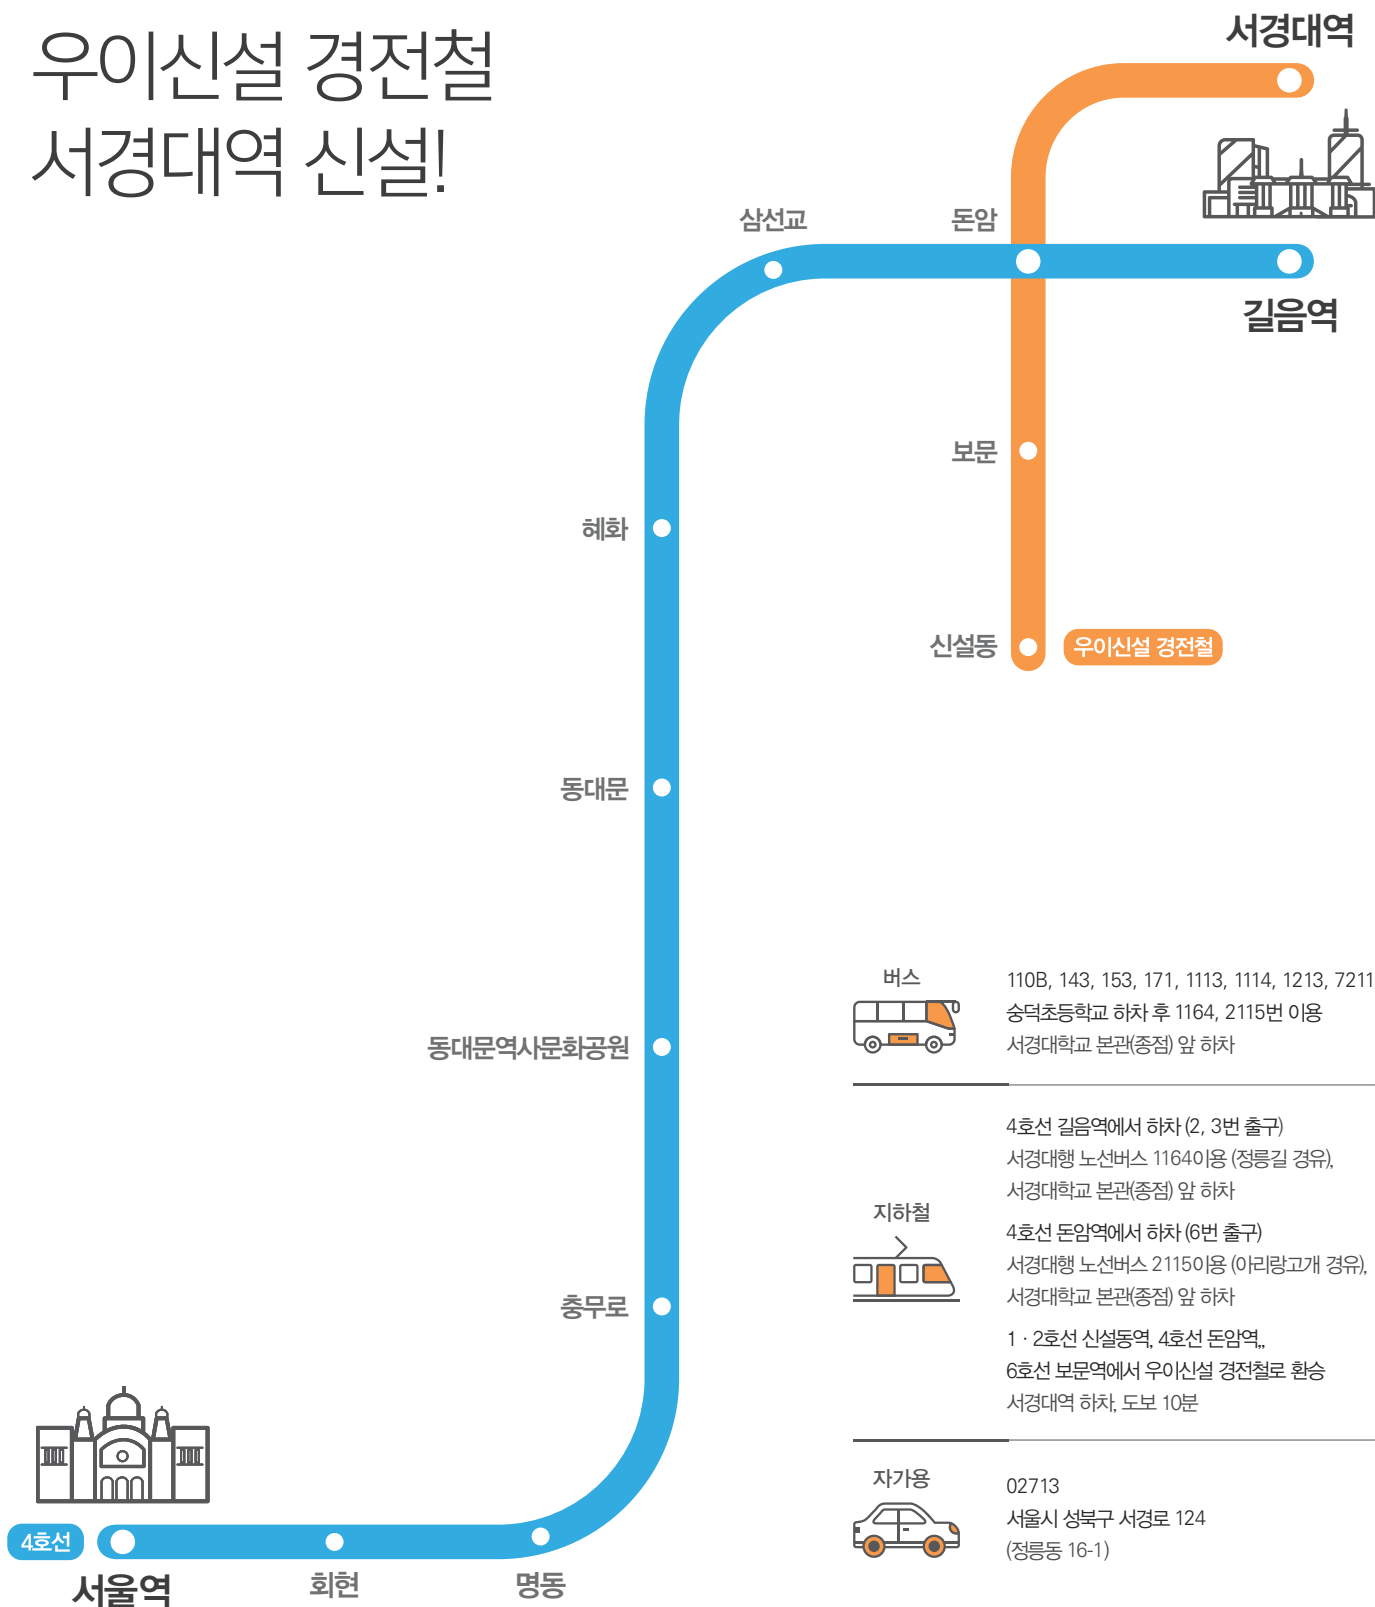 우이신설 경전철
서경대역 신설!
서경대역
삼선교
돈암
길음역
보문
혜화
신설동
우이신설 경전철
동대문
동대문역사문화공원
충무로
4호선
서울역
회현
명동
버스
110B, 143, 153, 171, 1113, 1114, 1213, 7211
숭덕초등학교 하차 후 1164, 2115번 이용
서경대학교 본관(종점) 앞 하차
지하철
4호선 길음역에서 하차 (2, 3번 출구)
서경대행 노선버스 1164이용 (정릉길 경유),
서경대학교 본관(종점) 앞 하차
4호선 돈암역에서 하차 (6번 출구)
서경대행 노선버스 2115이용 (아리랑고개 경유),
서경대학교 본관(종점) 앞 하차
1 · 2호선 신설동역, 4호선 돈암역,,
6호선 보문역에서 우이신설 경전철로 환승
서경대역 하차, 도보 10분
자가용
02713
서울시 성북구 서경로 124
(정릉동 16-1)